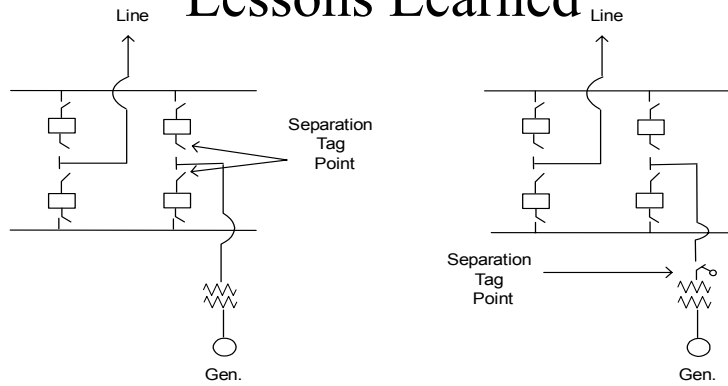 Lessons Learned
Line
Separation
Tag
Point
Gen.
Line
Separation
Tag
Point
Gen.